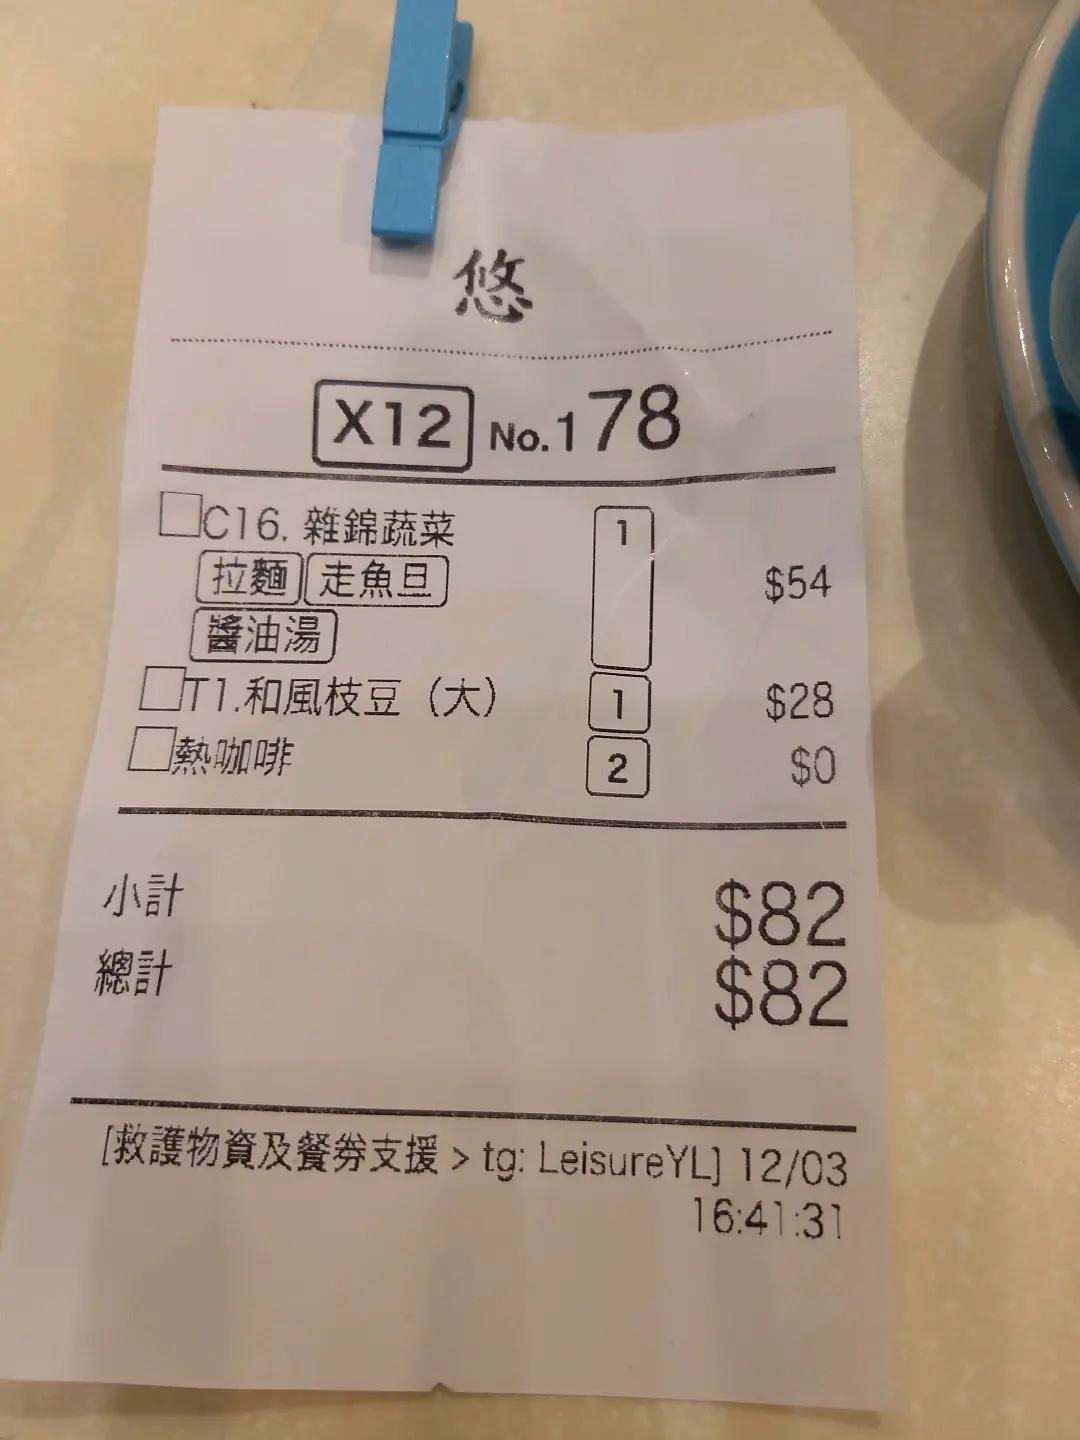 悠
X12 No.178
C16. 雜錦蔬菜 1
拉麵 走魚旦 $54
醬油湯
T1.和風枝豆（大） 1 $28
熱咖啡 2 $0
小計 $82
總計 $82
[救護物資及餐券支援 > tg: LeisureYL] 12/03
16:41:31